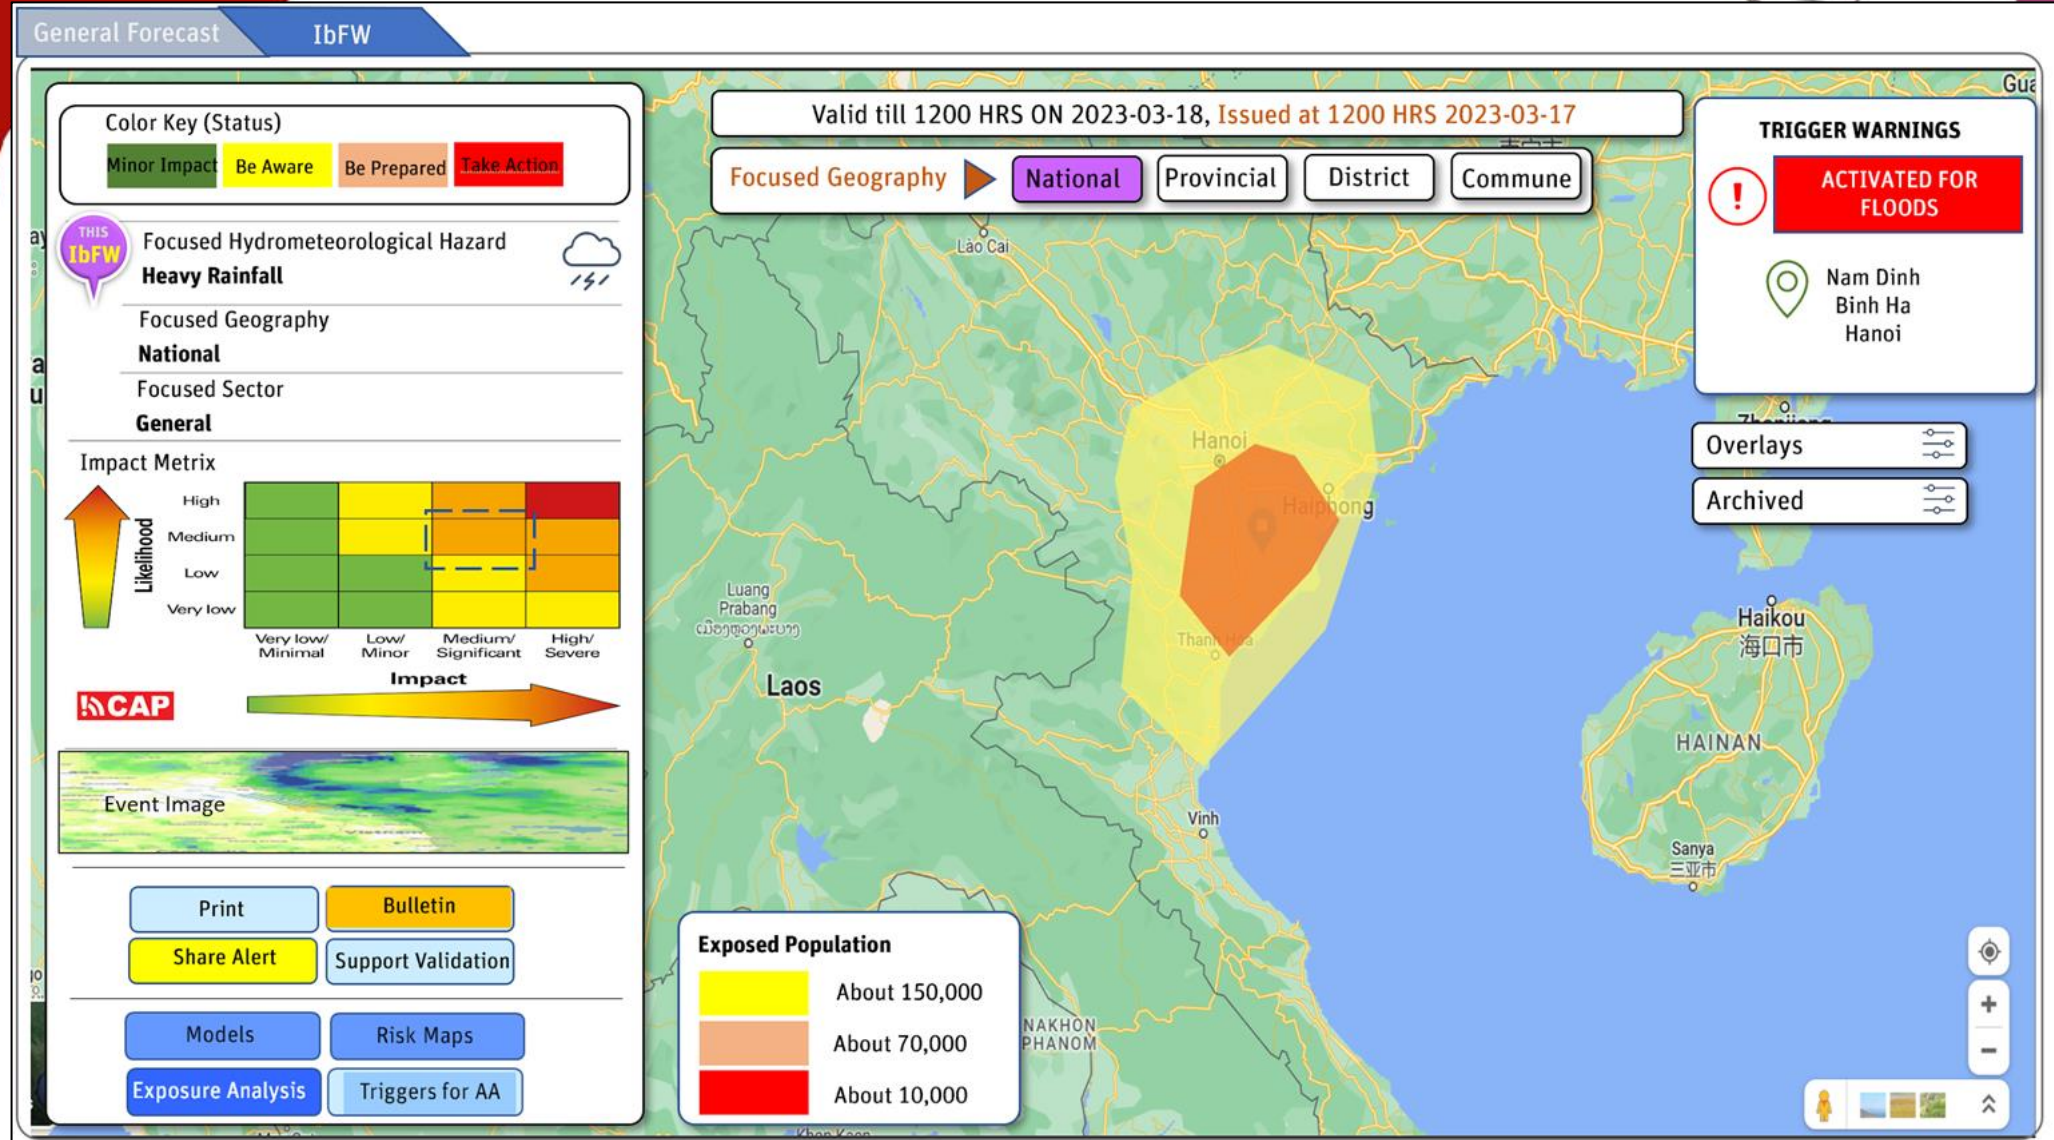 General Forecast
IbFW
Color Key (Status)
Minor Impact
Be Aware
Be Prepared
Take Action
THIS
IbFW
Focused Hydrometeorological Hazard
Heavy Rainfall
Focused Geography
National
Focused Sector
General
Impact Metrix
Likelihood
High
Medium
Low
Very low
Very low/
Minimal
Low/
Minor
Medium/
Significant
High/
Severe
Impact
CAP
Event Image
Print
Bulletin
Share Alert
Support Validation
Models
Risk Maps
Exposure Analysis
Triggers for AA
Valid till 1200 HRS ON 2023-03-18, Issued at 1200 HRS 2023-03-17
Focused Geography
National
Provincial
District
Commune
TRIGGER WARNINGS
!
ACTIVATED FOR
FLOODS
Nam Dinh
Binh Ha
Hanoi
Overlays
Archived
Lào Cai
Hanoi
Haiphong
Luang
Prabang
Thanh Hoa
Laos
Vinh
Haikou
海口市
HAINAN
Sanya
三亚市
NAKHON
PHANOM
Exposed Population
About 150,000
About 70,000
About 10,000